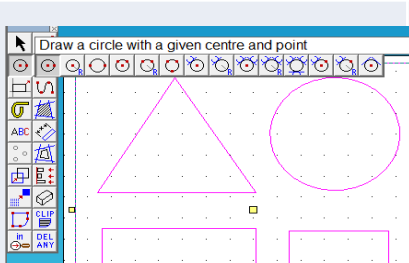 Draw a circle with a given centre and point
R R R R R
ABC
CLIP
in DEL
ANY